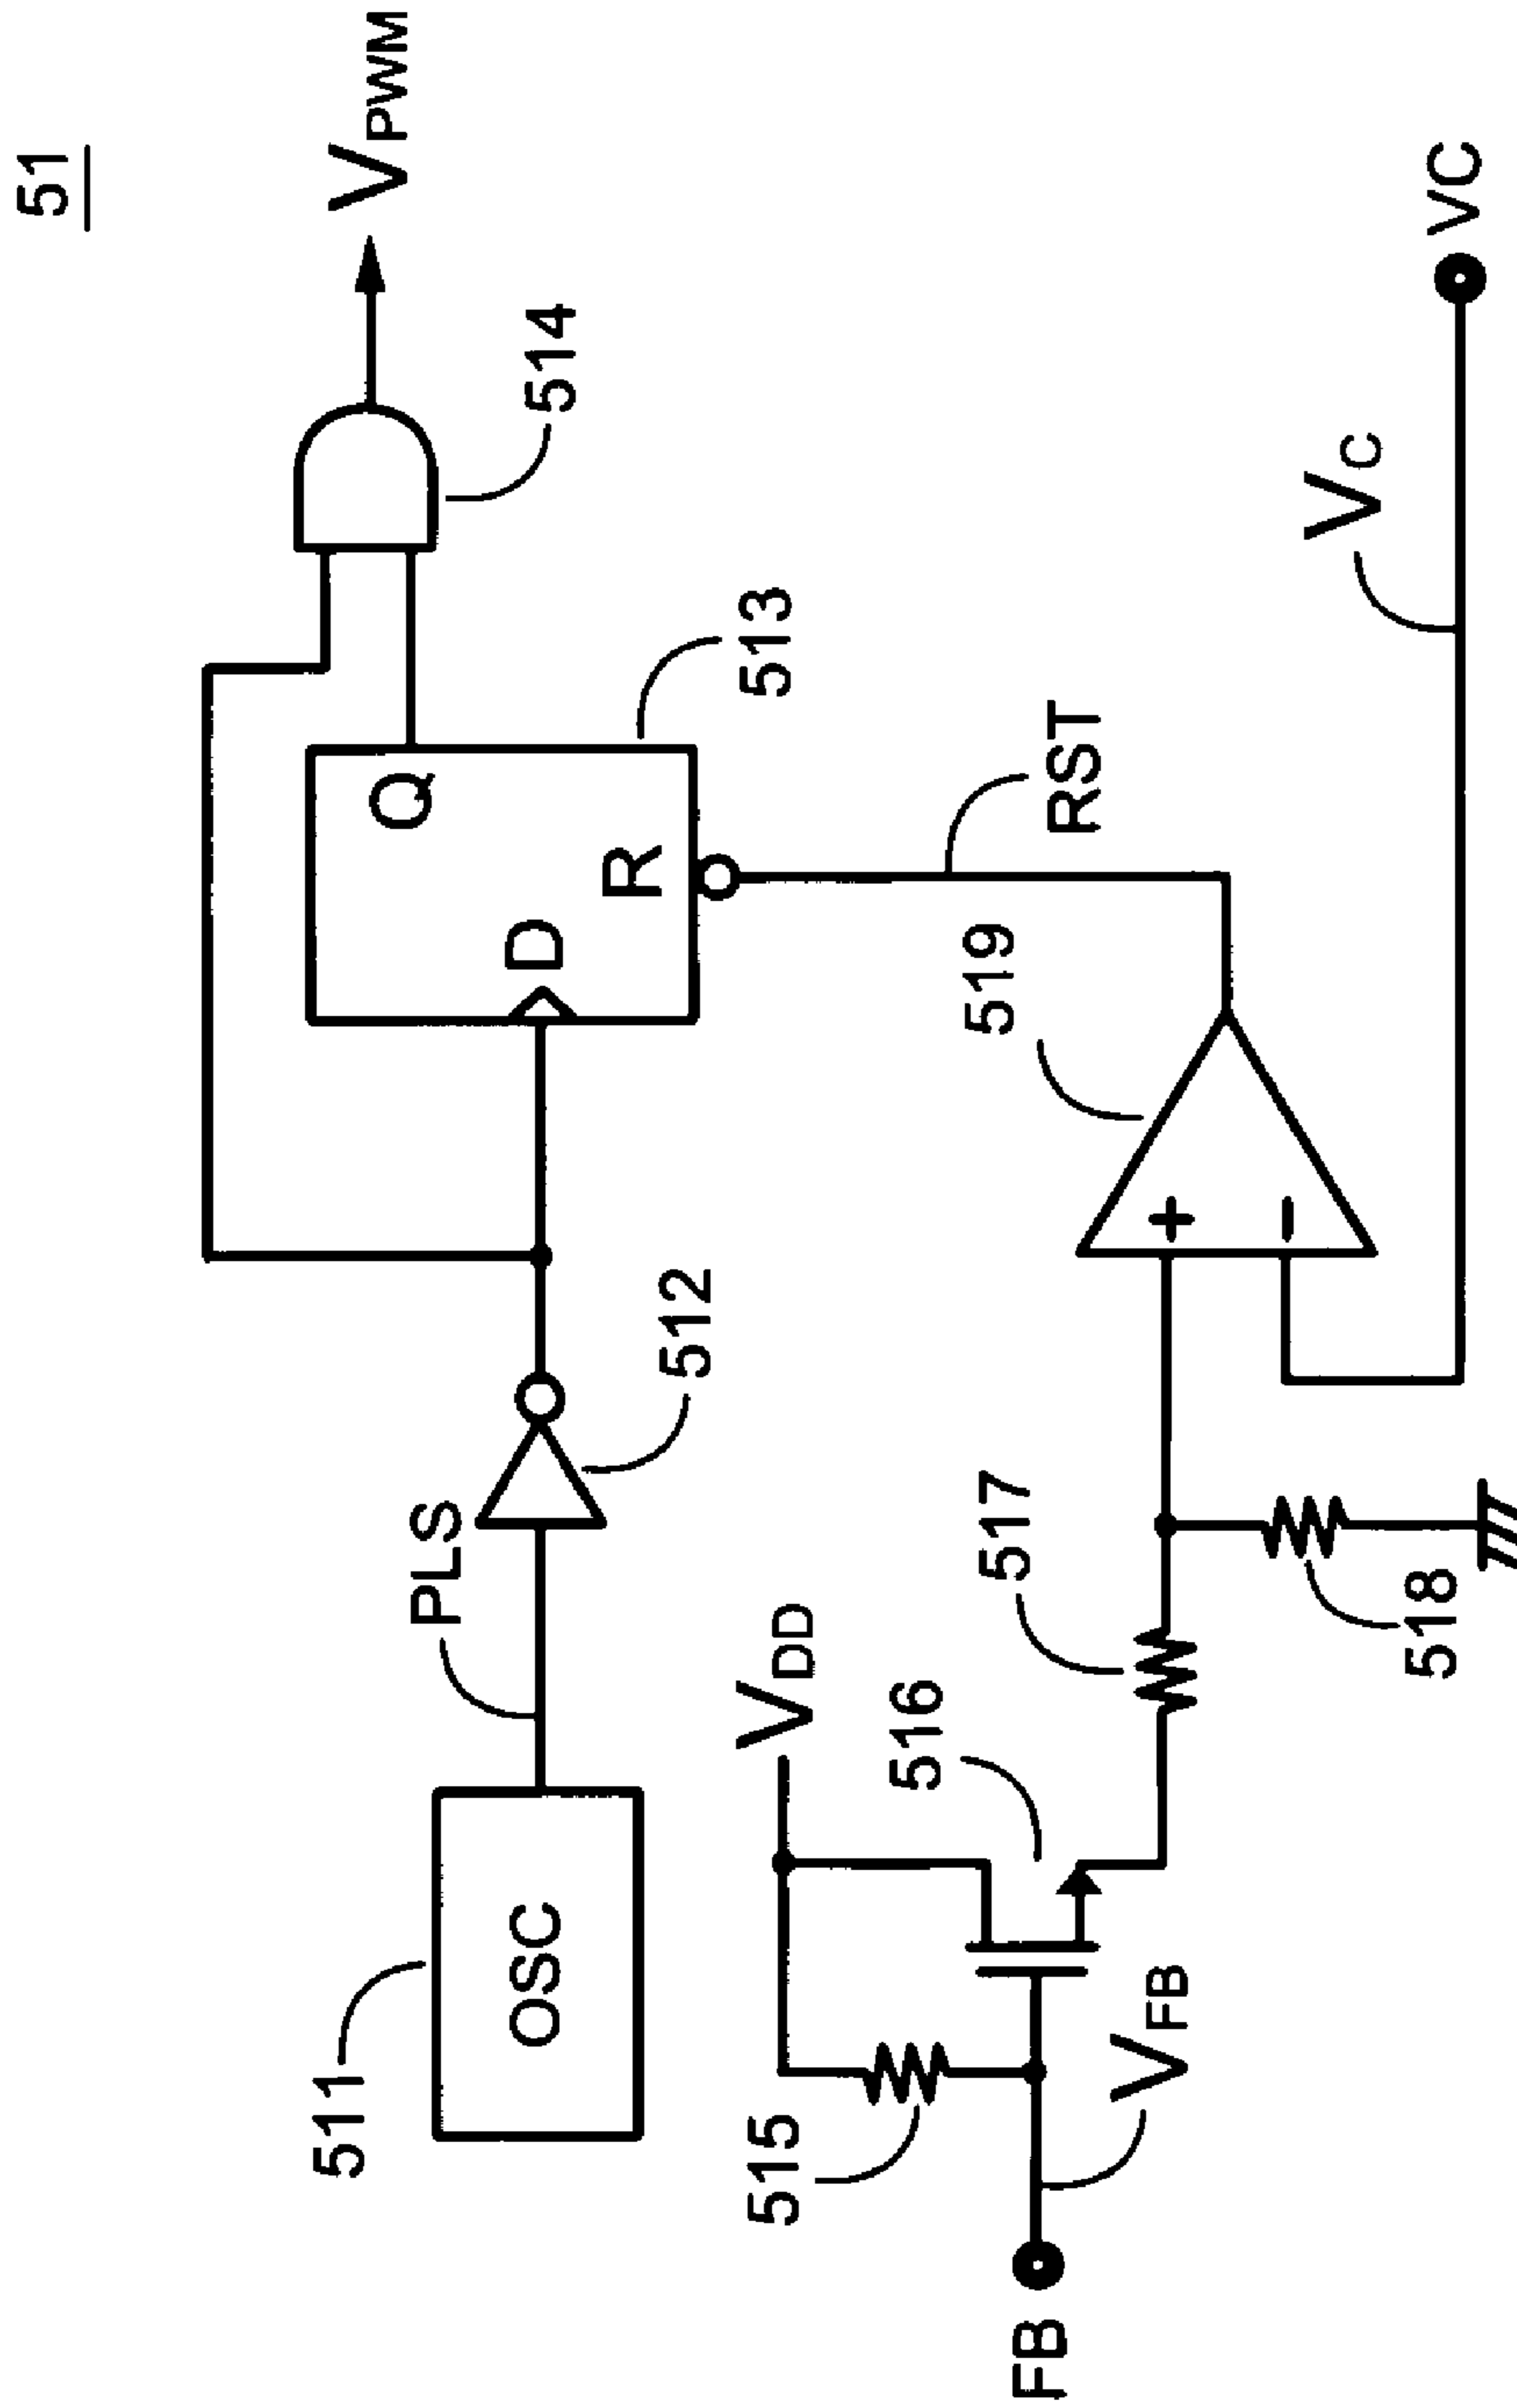 51
511
OSC
PLS
512
D
Q
R
513
514
VPWM
VDD
515
516
FB
VFB
517
518
+
−
519
RST
VC
VC